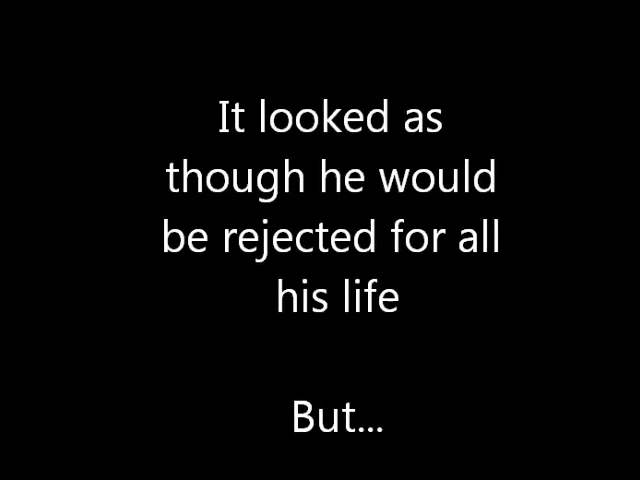 It looked as
though he would
be rejected for all
his life
But...